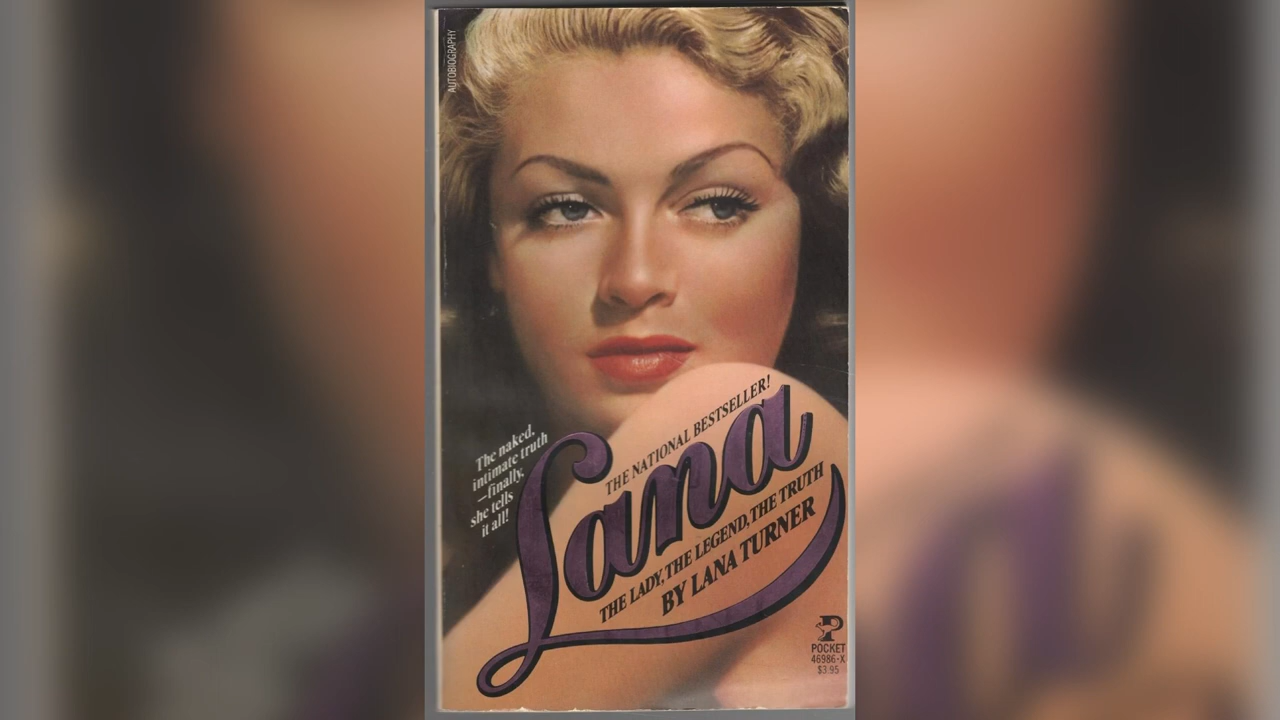 AUTOBIOGRAPHY
The naked,
intimate truth
—finally,
she tells
it all!
THE NATIONAL BESTSELLER!
Lana
THE LADY, THE LEGEND, THE TRUTH
BY LANA TURNER
P
POCKET
46986-X
$3.95